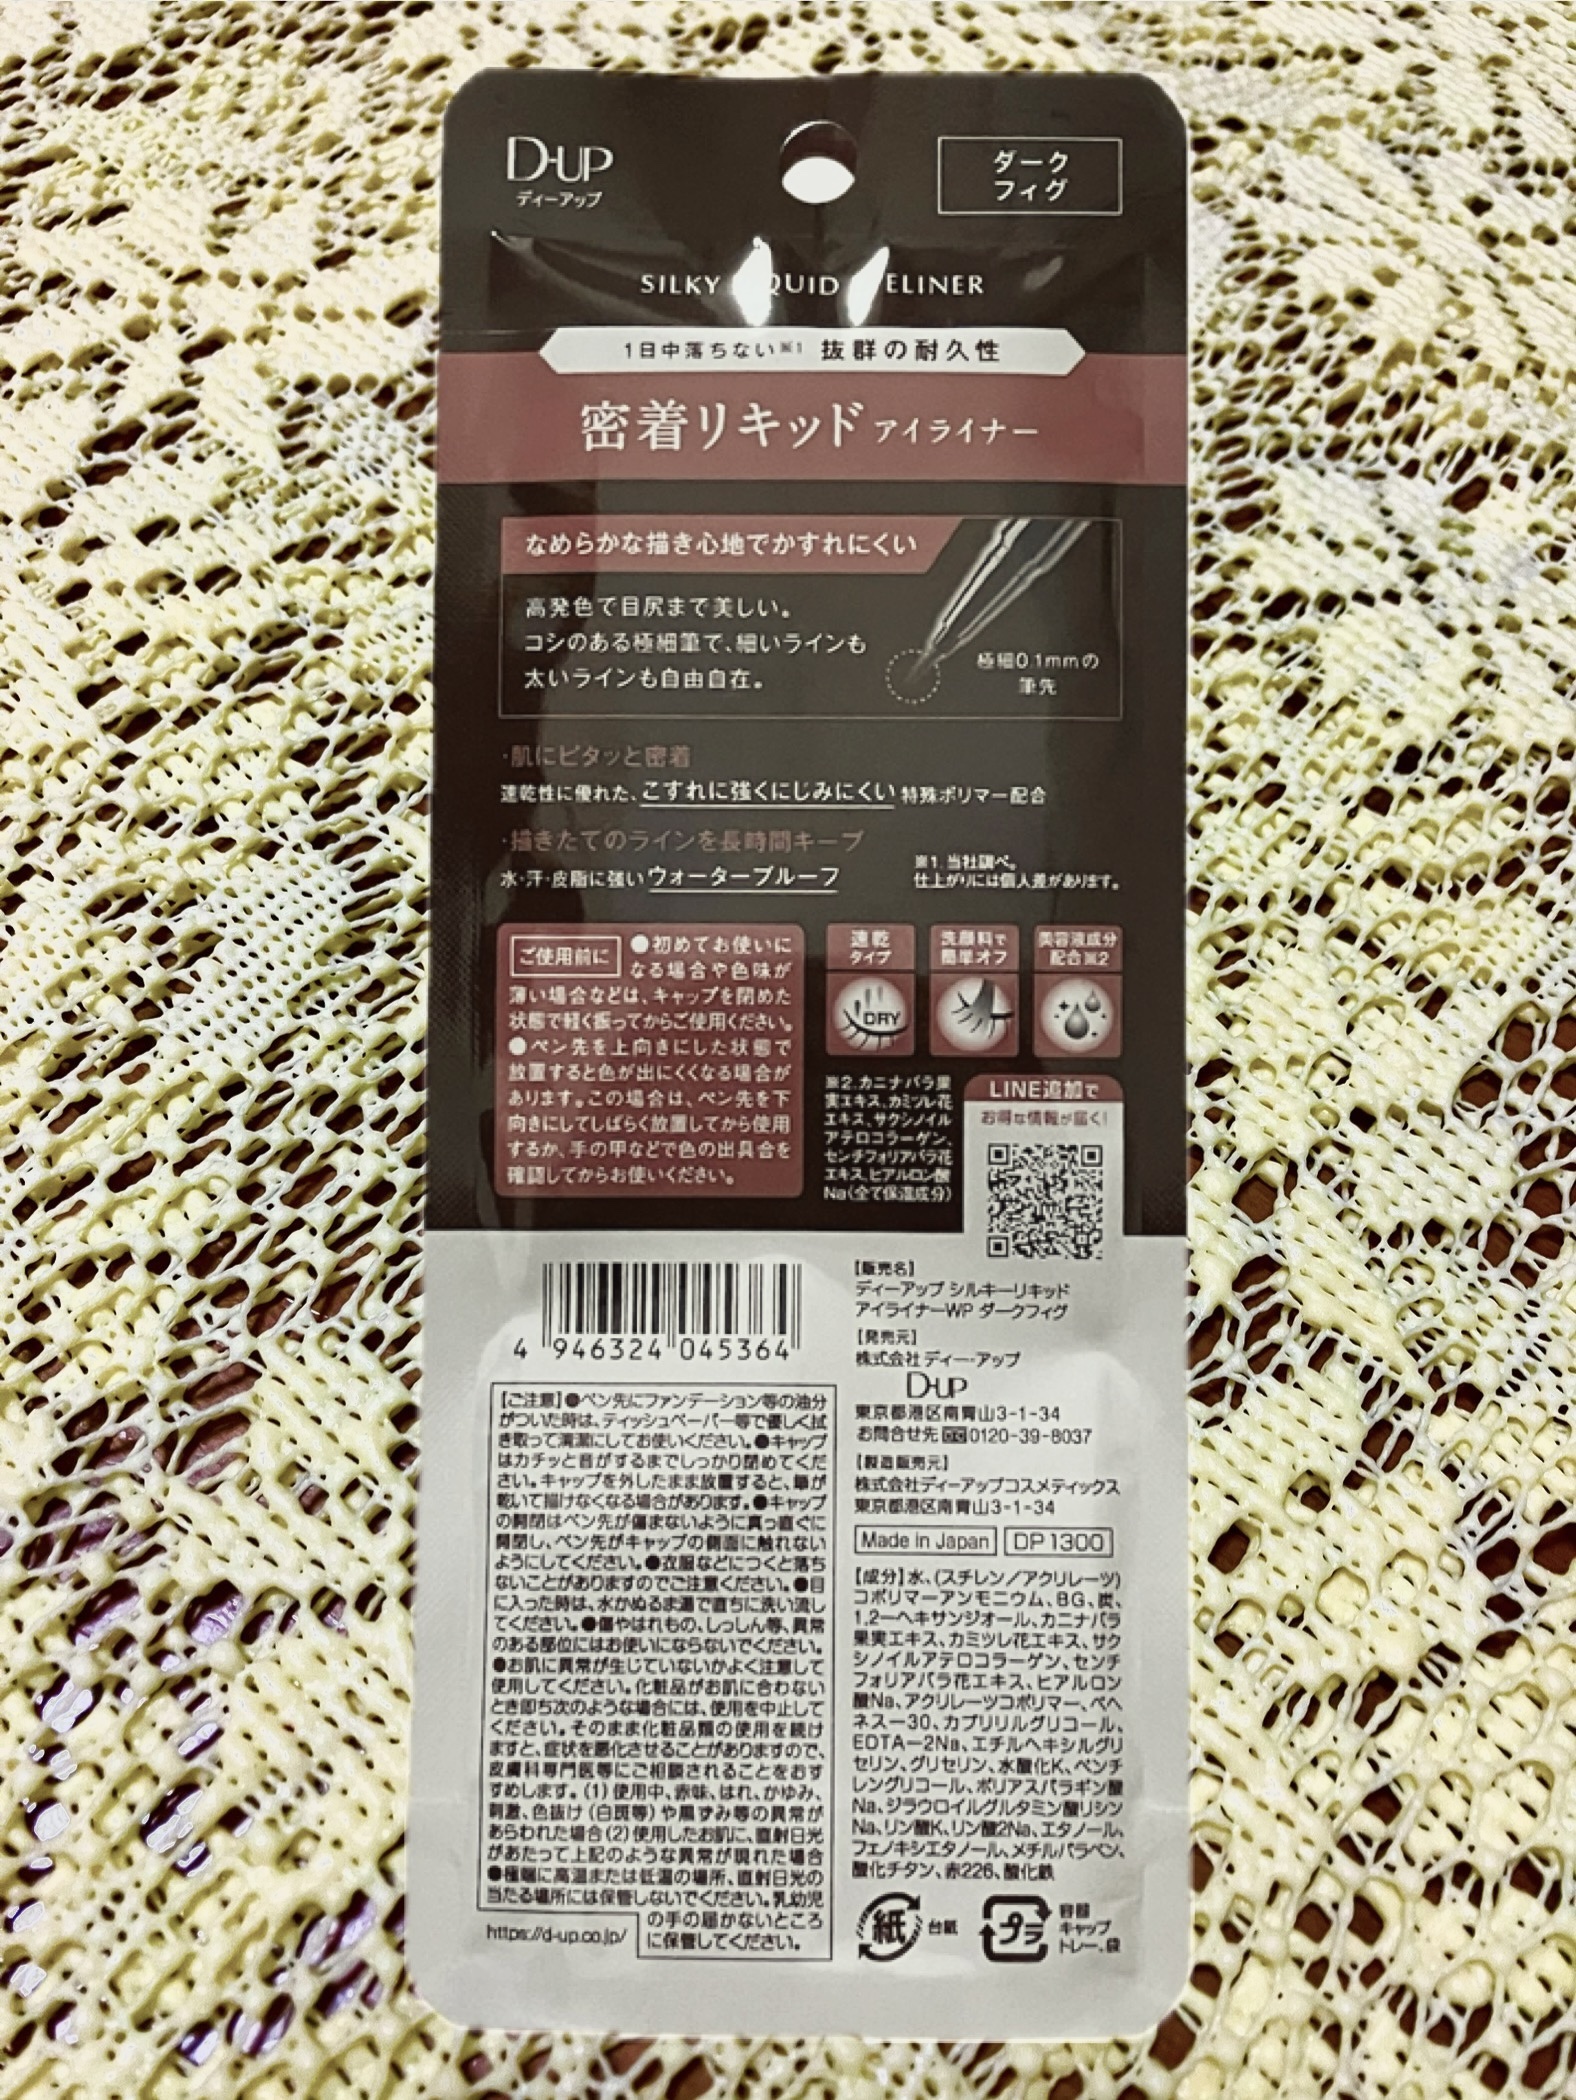 D-UP
ディーアップ
ダーク
フィグ
SILKY QUID ELINER
1日中落ちない※1 抜群の耐久性
密着リキッド アイライナー
なめらかな描き心地でかすれにくい
高発色で目尻まで美しい。
コシのある極細筆で、細いラインも
太いラインも自由自在。
極細0.1mmの
筆先
・肌にピタッと密着
速乾性に優れた、こすれに強くにじみにくい 特殊ポリマー配合
・描きたてのラインを長時間キープ
水・汗・皮脂に強い ウォータープルーフ
※1.当社調べ。
仕上がりには個人差があります。
ご使用前に ●初めてお使いに
なる場合や色味が
薄い場合などは、キャップを閉めた
状態で軽く振ってからご使用ください。
●ペン先を上向きにした状態で
放置すると色が出にくくなる場合が
あります。この場合は、ペン先を下
向きにしてしばらく放置してから使用
するか、手の甲などで色の出具合を
確認してからお使いください。
速乾
タイプ
DRY
洗顔料で
簡単オフ
美容液成分
配合※2
※2.カニナバラ果
実エキス、カミツレ花
エキス、サクシノイル
アテロコラーゲン、
センチフォリアバラ花
エキス、ヒアルロン酸
Na(全て保湿成分)
LINE追加で
お得な情報が届く!
4 946324 045364
【販売名】
ディーアップ シルキーリキッド
アイライナーWP ダークフィグ
【発売元】
株式会社 ディー・アップ
D-UP
東京都港区南青山3-1-34
お問合せ先 0120-39-8037
【製造販売元】
株式会社ディーアップコスメティックス
東京都港区南青山3-1-34
Made in Japan DP1300
【成分】水、(スチレン/アクリレーツ)
コポリマーアンモニウム、BG、炭、
1,2-ヘキサンジオール、カニナバラ
果実エキス、カミツレ花エキス、サク
シノイルアテロコラーゲン、センチ
フォリアバラ花エキス、ヒアルロン
酸Na、アクリレーツコポリマー、ベヘ
ネス-30、カプリリルグリコール、
EDTA-2Na、エチルヘキシルグリ
セリン、グリセリン、水酸化K、ペンチ
レングリコール、ポリアスパラギン酸
Na、ジラウロイルグルタミン酸リシン
Na、リン酸K、リン酸2Na、エタノール、
フェノキシエタノール、メチルパラベン、
酸化チタン、赤226、酸化鉄
【ご注意】●ペン先にファンデーション等の油分
がついた時は、ティッシュペーパー等で優しく拭
き取って清潔にしてお使いください。●キャップ
はカチッと音がするまでしっかり閉めてくだ
さい。キャップを外したまま放置すると、筆が
乾いて描けなくなる場合があります。●キャップ
の開閉はペン先が傷まないように真っ直ぐに
開閉し、ペン先がキャップの側面に触れない
ようにしてください。●衣服などにつくと落ち
ないことがありますのでご注意ください。●目
に入った時は、水かぬるま湯で直ちに洗い流し
てください。●傷やはれもの、しっしん等、異常
のある部位にはお使いにならないでください。
●お肌に異常が生じていないかよく注意して
使用してください。化粧品がお肌に合わない
とき即ち次のような場合には、使用を中止して
ください。そのまま化粧品類の使用を続け
ますと、症状を悪化させることがありますので、
皮膚科専門医等にご相談されることをおす
すめします。(1)使用中、赤味、はれ、かゆみ、
刺激、色抜け(白斑等)や黒ずみ等の異常が
あらわれた場合(2)使用したお肌に、直射日光
があたって上記のような異常が現れた場合
●極端に高温または低温の場所、直射日光の
当たる場所には保管しないでください。乳幼児
の手の届かないところ
に保管してください。
https://d-up.co.jp/
紙 台紙
プラ
容器
キャップ
トレー、袋